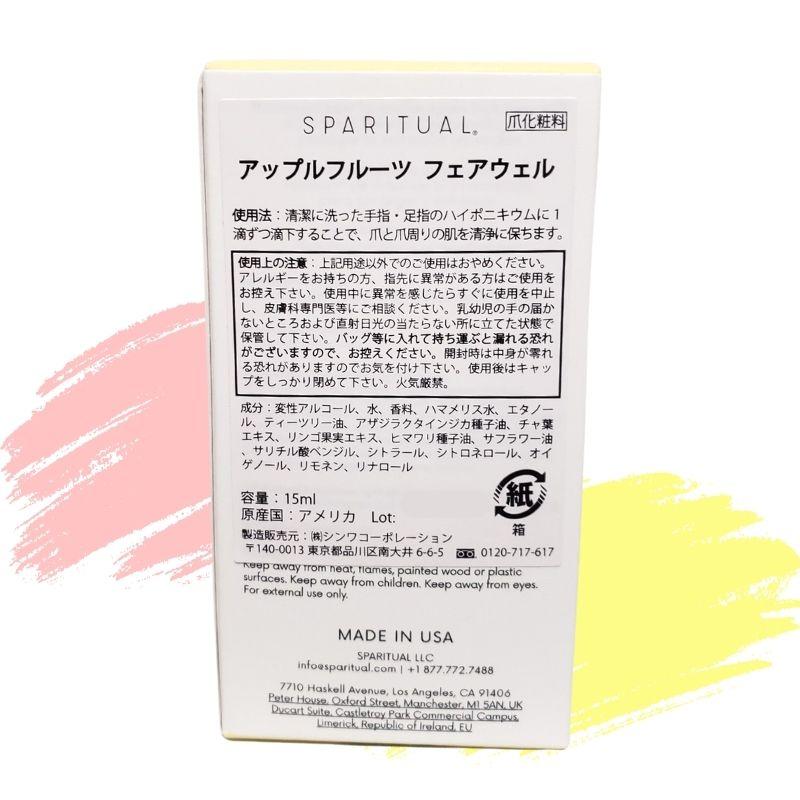 SPARITUAL®
爪化粧料
アップルフルーツ フェアウェル
使用法：清潔に洗った手指・足指のハイポニキウムに1
滴ずつ滴下することで、爪と爪周りの肌を清浄に保ちます。
使用上の注意：上記用途以外でのご使用はおやめください。
アレルギーをお持ちの方、指先に異常がある方はご使用を
お控え下さい。使用中に異常を感じたらすぐに使用を中止
し、皮膚科専門医等にご相談ください。乳幼児の手の届か
ないところおよび直射日光の当たらない所に立てた状態で
保管して下さい。バッグ等に入れて持ち運ぶと漏れる恐れ
がございますので、お控えください。開封時は中身が零れ
る恐れがありますのでお気を付け下さい。使用後はキャッ
プをしっかり閉めて下さい。火気厳禁。
成分：変性アルコール、水、香料、ハマメリス水、エタノー
ル、ティーツリー油、アザジラクタインジカ種子油、チャ葉
エキス、リンゴ果実エキス、ヒマワリ種子油、サフラワー油
、サリチル酸ベンジル、シトラール、シトロネロール、オイ
ゲノール、リモネン、リナロール
容量：15ml
原産国：アメリカ Lot:
紙
箱
製造販売元：㈱シンワコーポレーション
〒140-0013 東京都品川区南大井 6-6-5 0120-717-617
Keep away from heat, flames, painted wood or plastic
surfaces. Keep away from children. Keep away from eyes.
For external use only.
MADE IN USA
SPARITUAL LLC
info@sparitual.com | +1 877.772.7488
7710 Haskell Avenue, Los Angeles, CA 91406
Peter House, Oxford Street, Manchester, M1 5AN, UK
Ducart Suite, Castletroy Park Commercial Campus,
Limerick, Republic of Ireland, EU